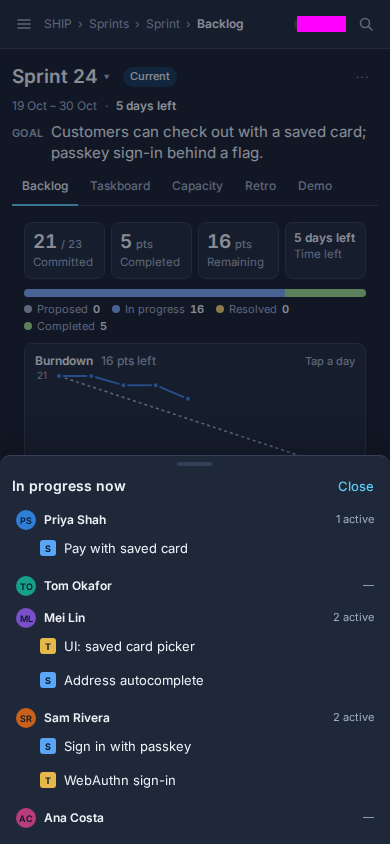 SHIP › Sprints › Sprint › Backlog
Sprint 24 ▾ Current ...
19 Oct – 30 Oct · 5 days left
GOAL Customers can check out with a saved card;
passkey sign-in behind a flag.
Backlog Taskboard Capacity Retro Demo
21 / 23 5 pts 16 pts 5 days left
Committed Completed Remaining Time left
Proposed 0 In progress 16 Resolved 0
Completed 5
Burndown 16 pts left Tap a day
21
In progress now Close
PS Priya Shah 1 active
S Pay with saved card
TO Tom Okafor —
ML Mei Lin 2 active
T UI: saved card picker
S Address autocomplete
SR Sam Rivera 2 active
S Sign in with passkey
T WebAuthn sign-in
AC Ana Costa —